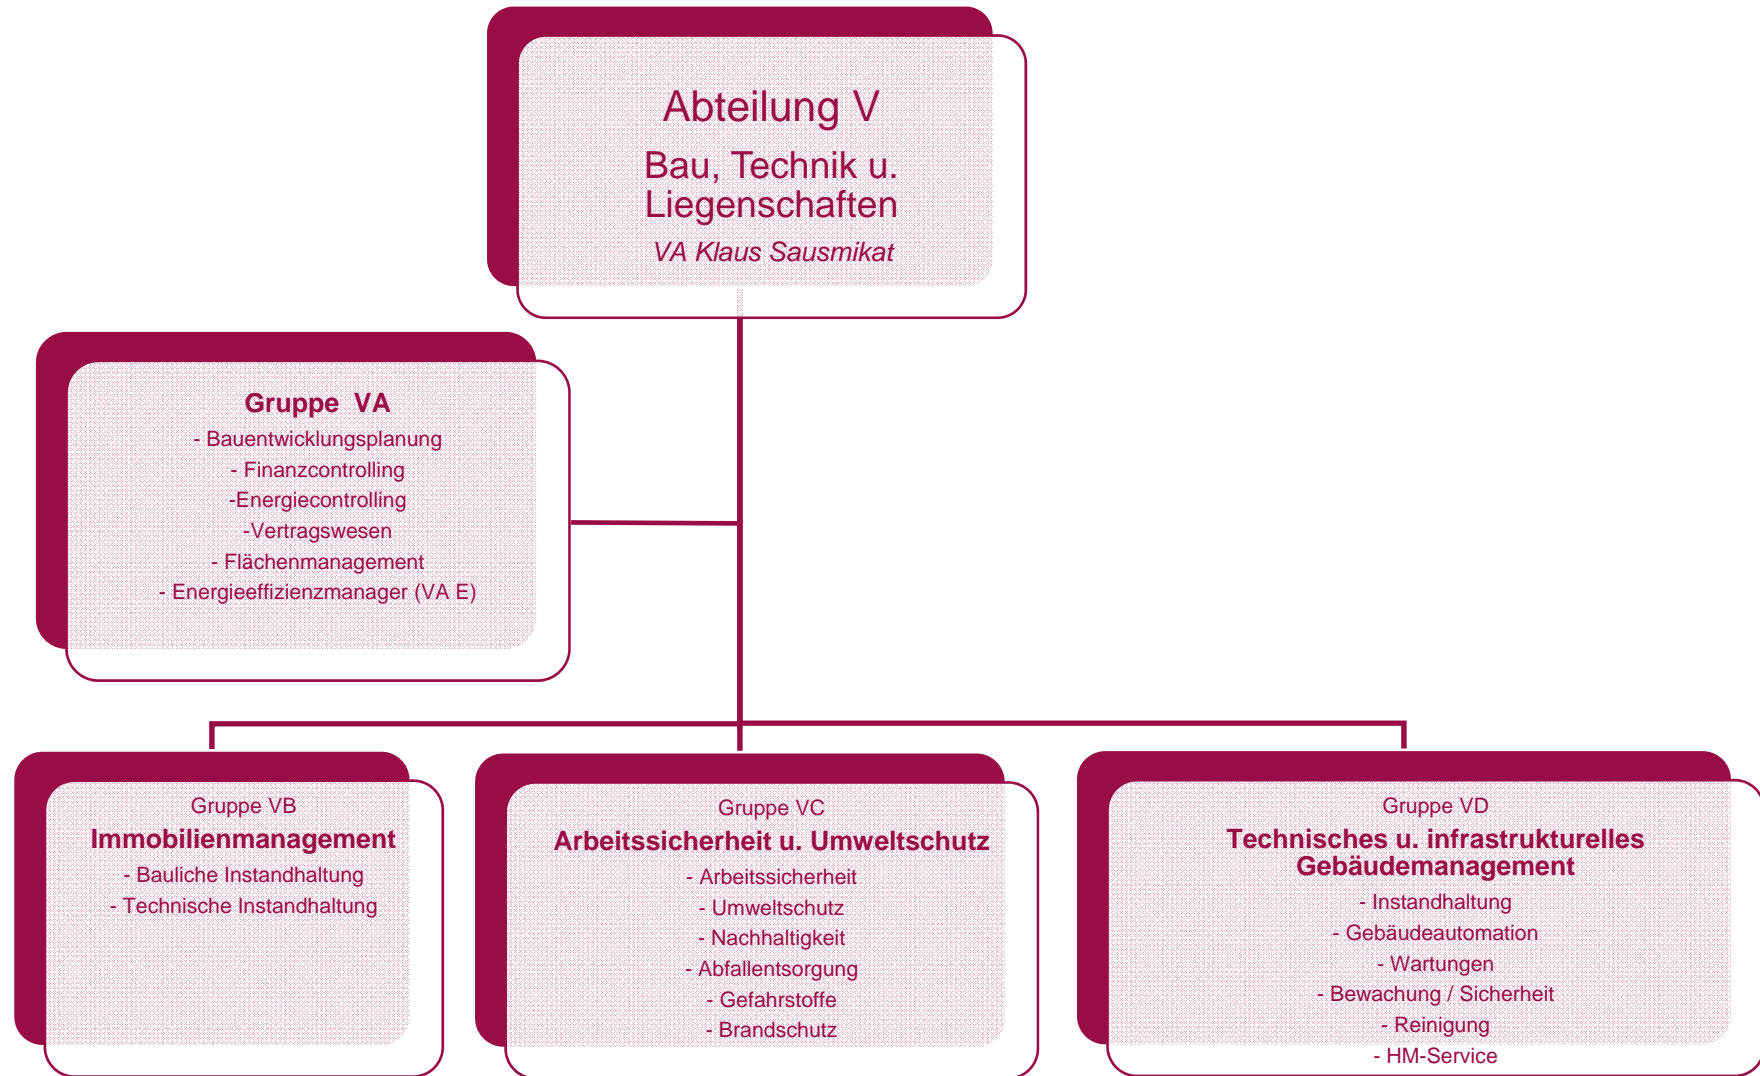 Abteilung V
Bau, Technik u.
Liegenschaften
VA Klaus Sausmikat
Gruppe  VA
- Bauentwicklungsplanung
- Finanzcontrolling
-Energiecontrolling
-Vertragswesen
- Flächenmanagement
- Energieeffizienzmanager (VA E)
Gruppe VB
Immobilienmanagement
- Bauliche Instandhaltung
- Technische Instandhaltung
Gruppe VC
Arbeitssicherheit u. Umweltschutz
- Arbeitssicherheit
- Umweltschutz
- Nachhaltigkeit
- Abfallentsorgung
- Gefahrstoffe
- Brandschutz
Gruppe VD
Technisches u. infrastrukturelles
Gebäudemanagement
- Instandhaltung
- Gebäudeautomation
- Wartungen
- Bewachung / Sicherheit
- Reinigung
- HM-Service